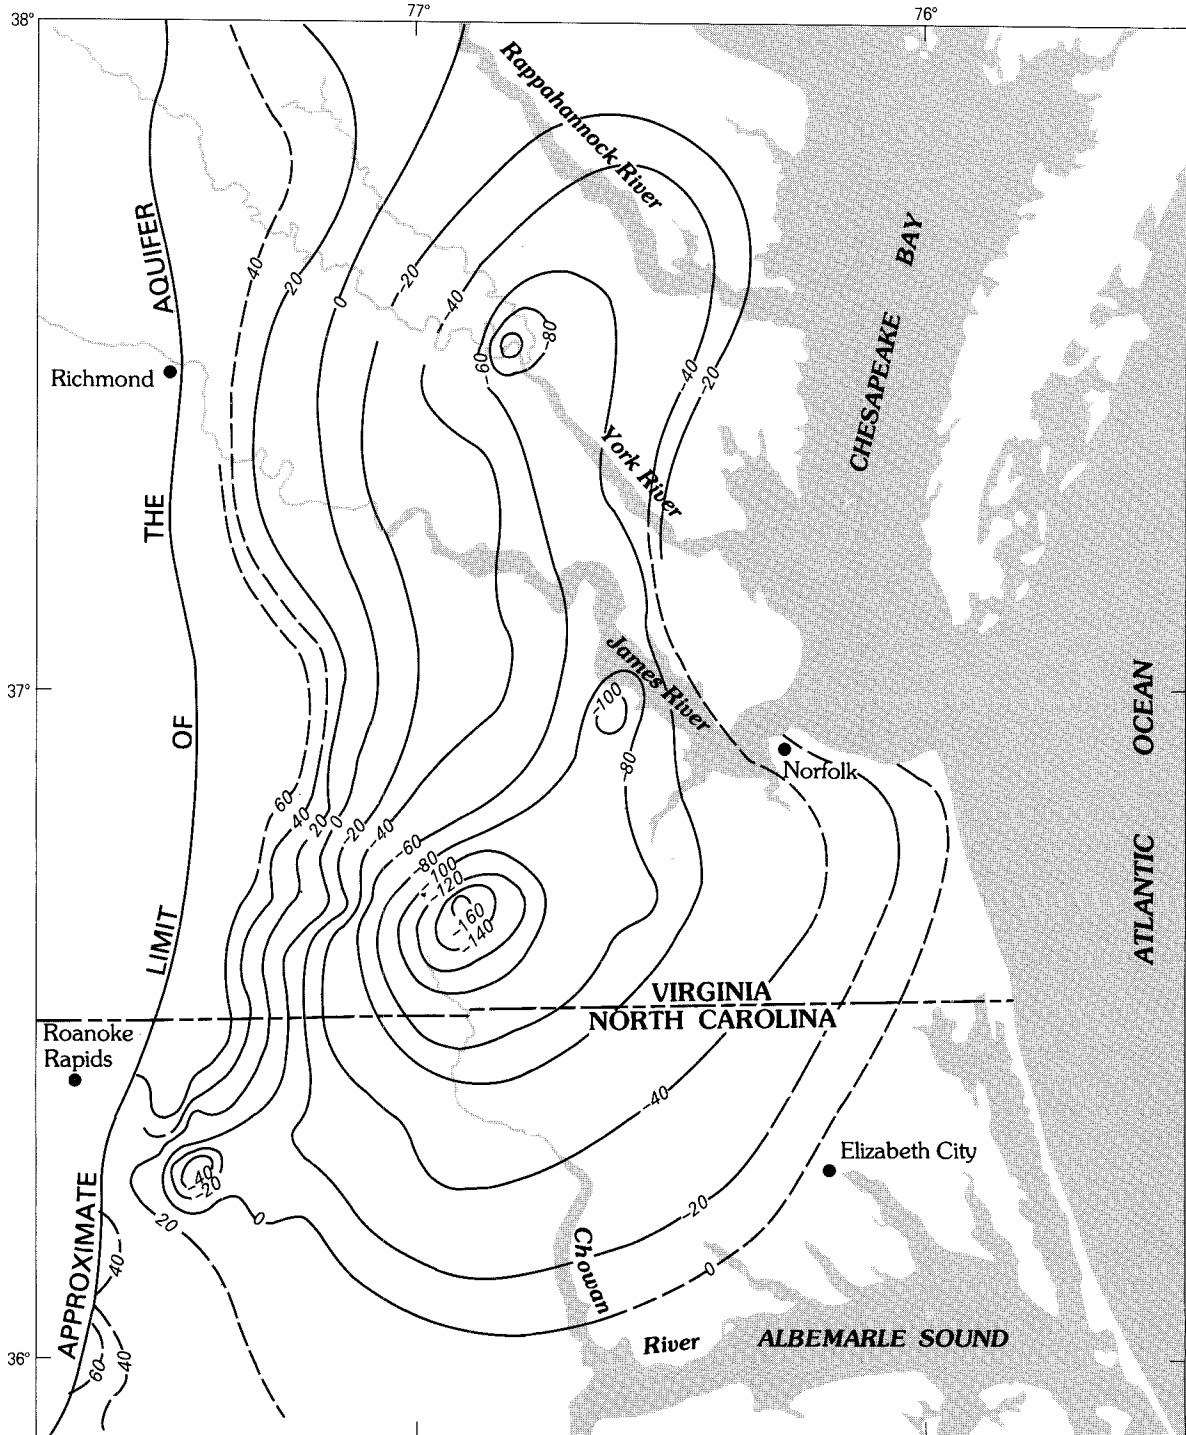 38°
77°
76°
Rappahannock River
AQUIFER
BAY
40
20
0
-20
-40
-80
-60
CHESAPEAKE
Richmond
-40
-20
York River
THE
James River
37°
-100
OCEAN
OF
-80
Norfolk
60
40
20
0
-20
-40
-60
-80
-100
-120
-160
-140
ATLANTIC
LIMIT
VIRGINIA
NORTH CAROLINA
Roanoke
Rapids
-40
Elizabeth City
-40
-20
20
0
-20
APPROXIMATE
40
0
Chowan
River
ALBEMARLE SOUND
60
40
36°